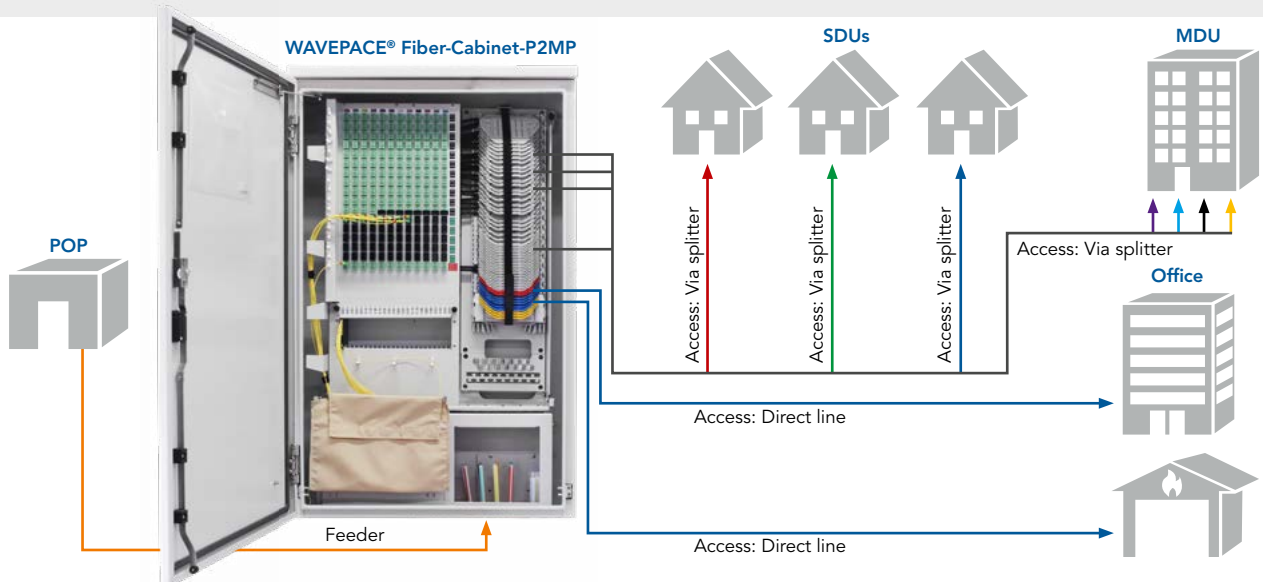 WAVEPACE® Fiber-Cabinet-P2MP
SDUs
MDU
POP
Access: Via splitter
Access: Via splitter
Access: Via splitter
Access: Via splitter
Office
Access: Direct line
Feeder
Access: Direct line